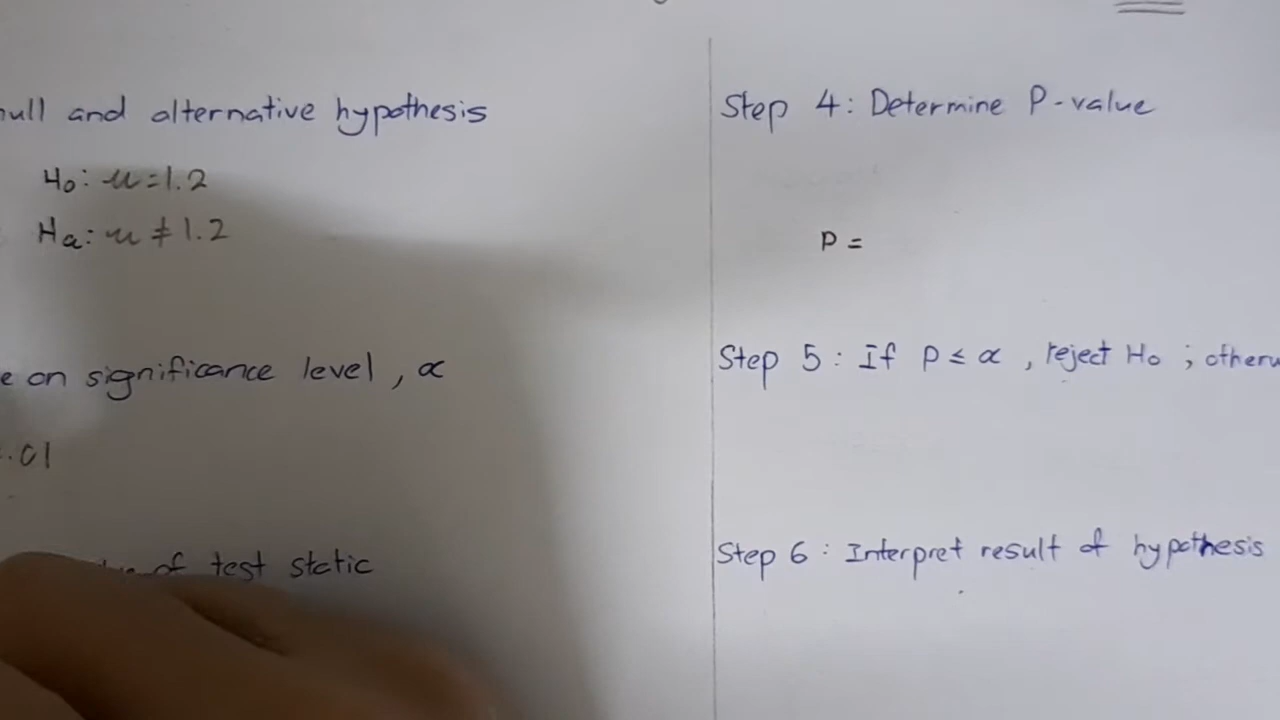 null and alternative hypothesis
H₀: μ = 1.2
Hₐ: μ ≠ 1.2
on significance level, α
.01
of test static
Step 4: Determine P-value
P =
Step 5: If P ≤ α, reject H₀;
Step 6: Interpret result of hypothesis